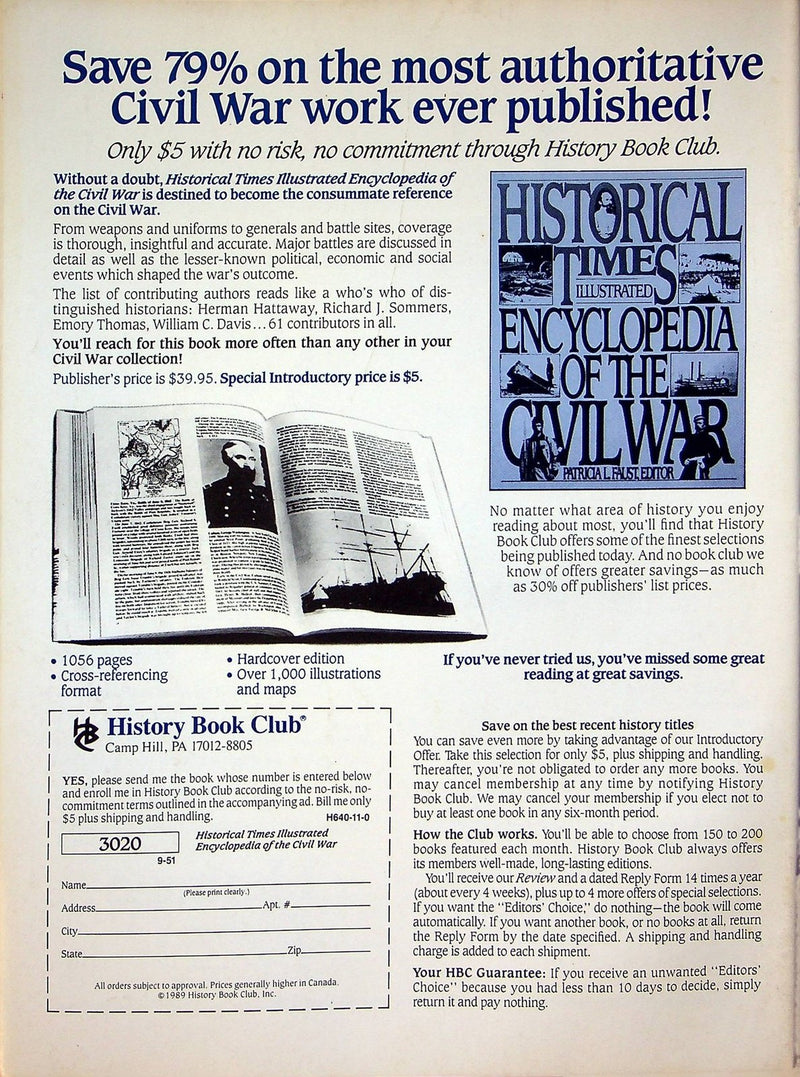 Save 79% on the most authoritative
Civil War work ever published!
Only $5 with no risk, no commitment through History Book Club.
Without a doubt, Historical Times Illustrated Encyclopedia of
the Civil War is destined to become the consummate reference
on the Civil War.
From weapons and uniforms to generals and battle sites, coverage
is thorough, insightful and accurate. Major battles are discussed in
detail as well as the lesser-known political, economic and social
events which shaped the war's outcome.
The list of contributing authors reads like a who's who of dis-
tinguished historians: Herman Hattaway, Richard J. Sommers,
Emory Thomas, William C. Davis...61 contributors in all.
You'll reach for this book more often than any other in your
Civil War collection!
Publisher's price is $39.95. Special Introductory price is $5.
HISTORICAL
TIMES
ILLUSTRATED
ENCYCLOPEDIA
OF THE
CIVIL WAR
PATRICIA L. FAUST, EDITOR
No matter what area of history you enjoy
reading about most, you'll find that History
Book Club offers some of the finest selections
being published today. And no book club we
know of offers greater savings—as much
as 30% off publishers' list prices.
• 1056 pages
• Cross-referencing
format
• Hardcover edition
• Over 1,000 illustrations
and maps
If you've never tried us, you've missed some great
reading at great savings.
HBC
History Book Club®
Camp Hill, PA 17012-8805
YES, please send me the book whose number is entered below
and enroll me in History Book Club according to the no-risk, no-
commitment terms outlined in the accompanying ad. Bill me only
$5 plus shipping and handling.
H640-11-0
3020
Historical Times Illustrated
Encyclopedia of the Civil War
9-51
Name
(Please print clearly.)
Address Apt. #
City
State Zip
All orders subject to approval. Prices generally higher in Canada.
©1989 History Book Club, Inc.
Save on the best recent history titles
You can save even more by taking advantage of our Introductory
Offer. Take this selection for only $5, plus shipping and handling.
Thereafter, you're not obligated to order any more books. You
may cancel membership at any time by notifying History
Book Club. We may cancel your membership if you elect not to
buy at least one book in any six-month period.
How the Club works. You'll be able to choose from 150 to 200
books featured each month. History Book Club always offers
its members well-made, long-lasting editions.
You'll receive our Review and a dated Reply Form 14 times a year
(about every 4 weeks), plus up to 4 more offers of special selections.
If you want the "Editors' Choice," do nothing—the book will come
automatically. If you want another book, or no books at all, return
the Reply Form by the date specified. A shipping and handling
charge is added to each shipment.
Your HBC Guarantee: If you receive an unwanted "Editors'
Choice" because you had less than 10 days to decide, simply
return it and pay nothing.